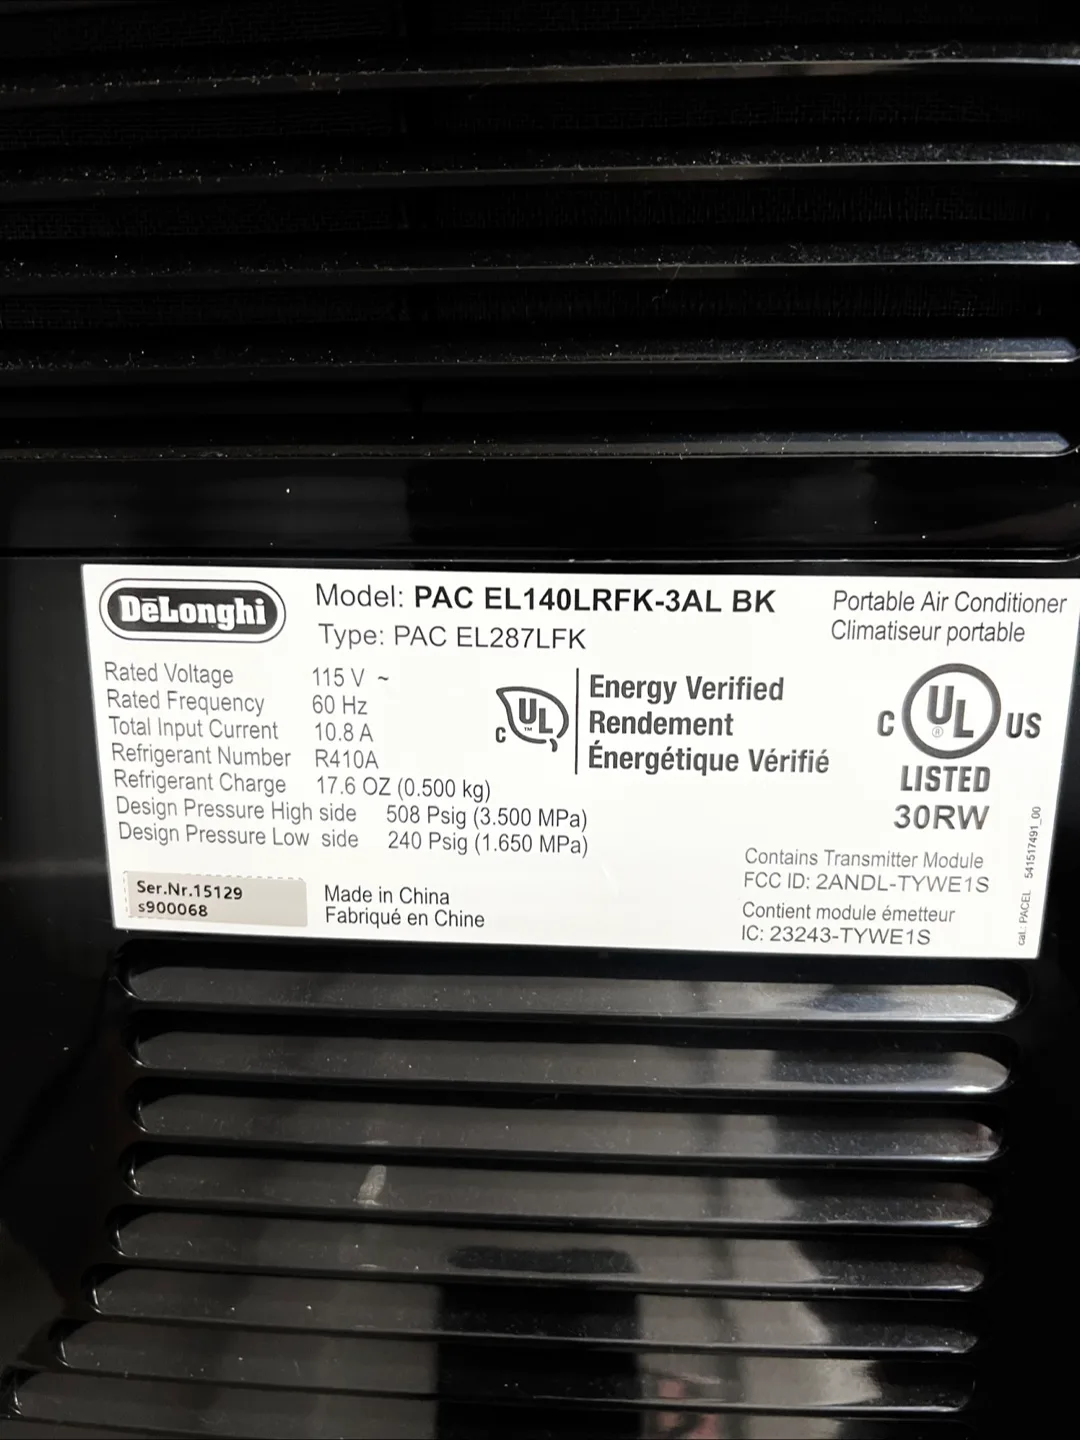 DeLonghi
Model: PAC EL140LRFK-3AL BK
Type: PAC EL287LFK
Portable Air Conditioner
Climatiseur portable
Rated Voltage 115 V ~
Rated Frequency 60 Hz
Total Input Current 10.8 A
Refrigerant Number R410A
Refrigerant Charge 17.6 OZ (0.500 kg)
Design Pressure High side 508 Psig (3.500 MPa)
Design Pressure Low side 240 Psig (1.650 MPa)
C UL ™
Energy Verified
Rendement
Énergétique Vérifié
C UL ® US
LISTED
30RW
Ser.Nr.15129
s900068
Made in China
Fabriqué en Chine
Contains Transmitter Module
FCC ID: 2ANDL-TYWE1S
Contient module émetteur
IC: 23243-TYWE1S
cal.: PACEL 541517491_00